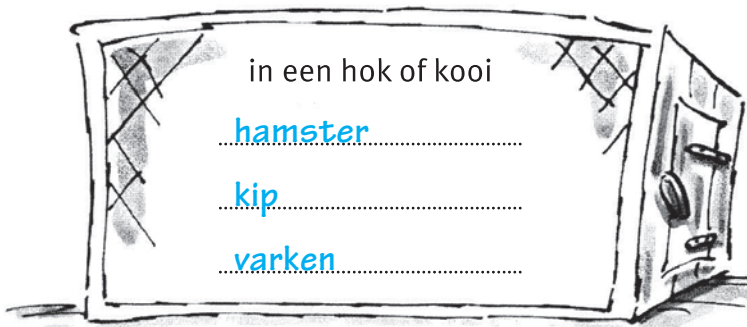 in een hok of kooi
hamster
kip
varken